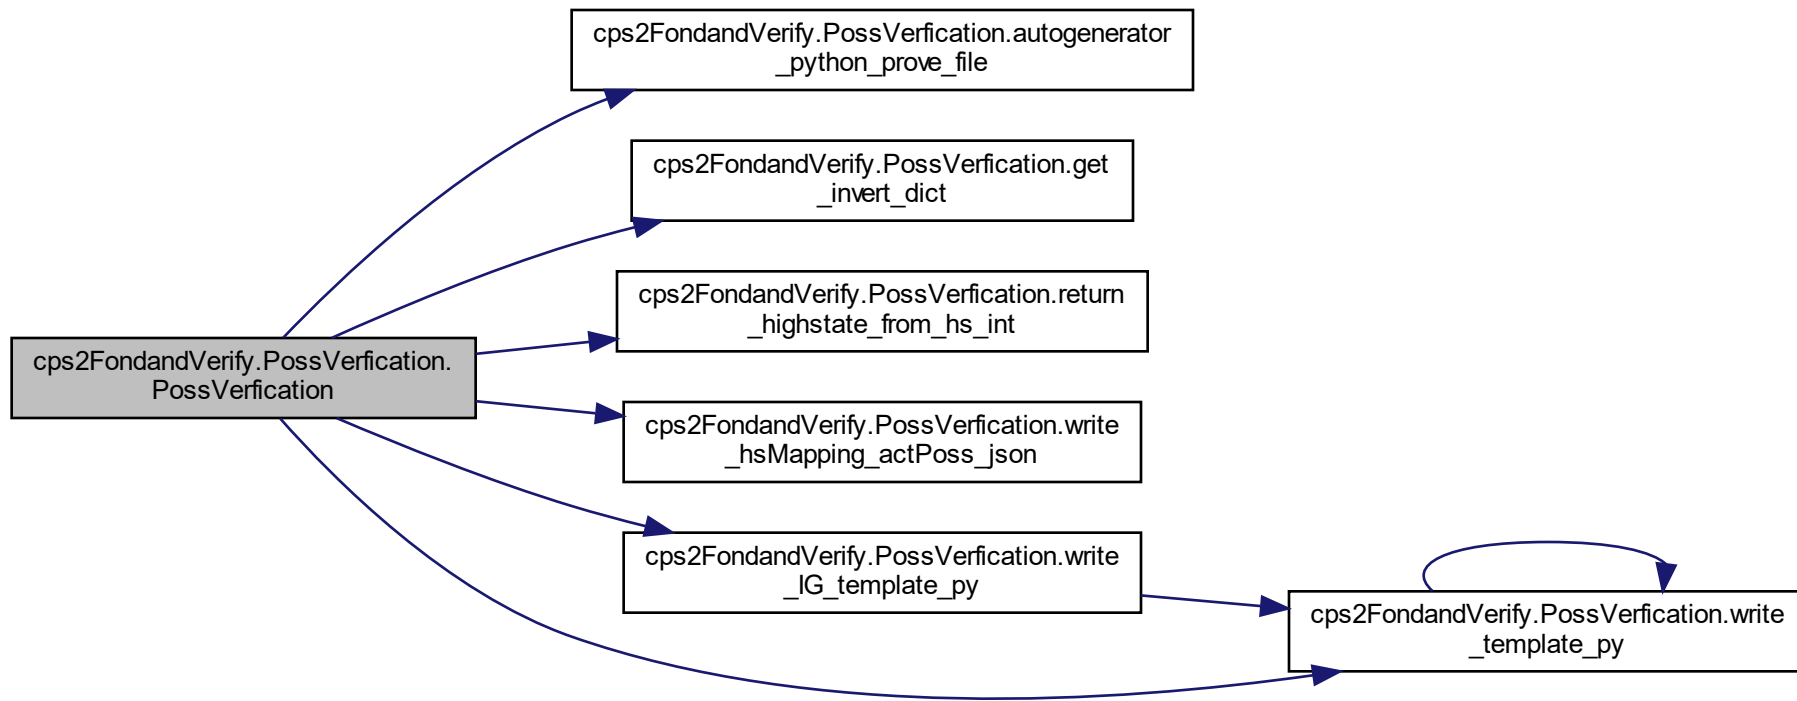 cps2FondandVerify.PossVerfication.autogenerator
_python_prove_file
cps2FondandVerify.PossVerfication.get
_invert_dict
cps2FondandVerify.PossVerfication.return
_highstate_from_hs_int
cps2FondandVerify.PossVerfication.
PossVerfication
cps2FondandVerify.PossVerfication.write
_hsMapping_actPoss_json
cps2FondandVerify.PossVerfication.write
_IG_template_py
cps2FondandVerify.PossVerfication.write
_template_py